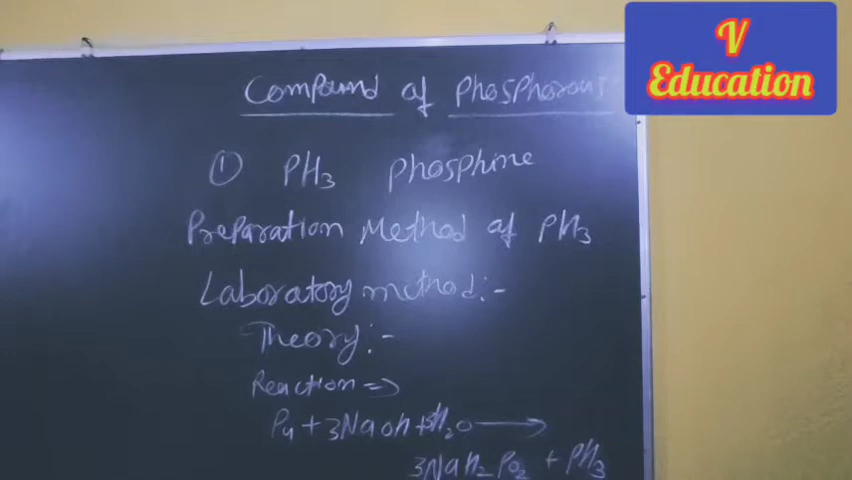 V
Education
Compound of Phosphorous
① PH3 Phosphine
Preparation Method of PH3
Laboratory method:-
Theory:-
Reaction ⇒
P4 + 3NaOH + 3H2O ⟶
3NaH2PO2 + PH3